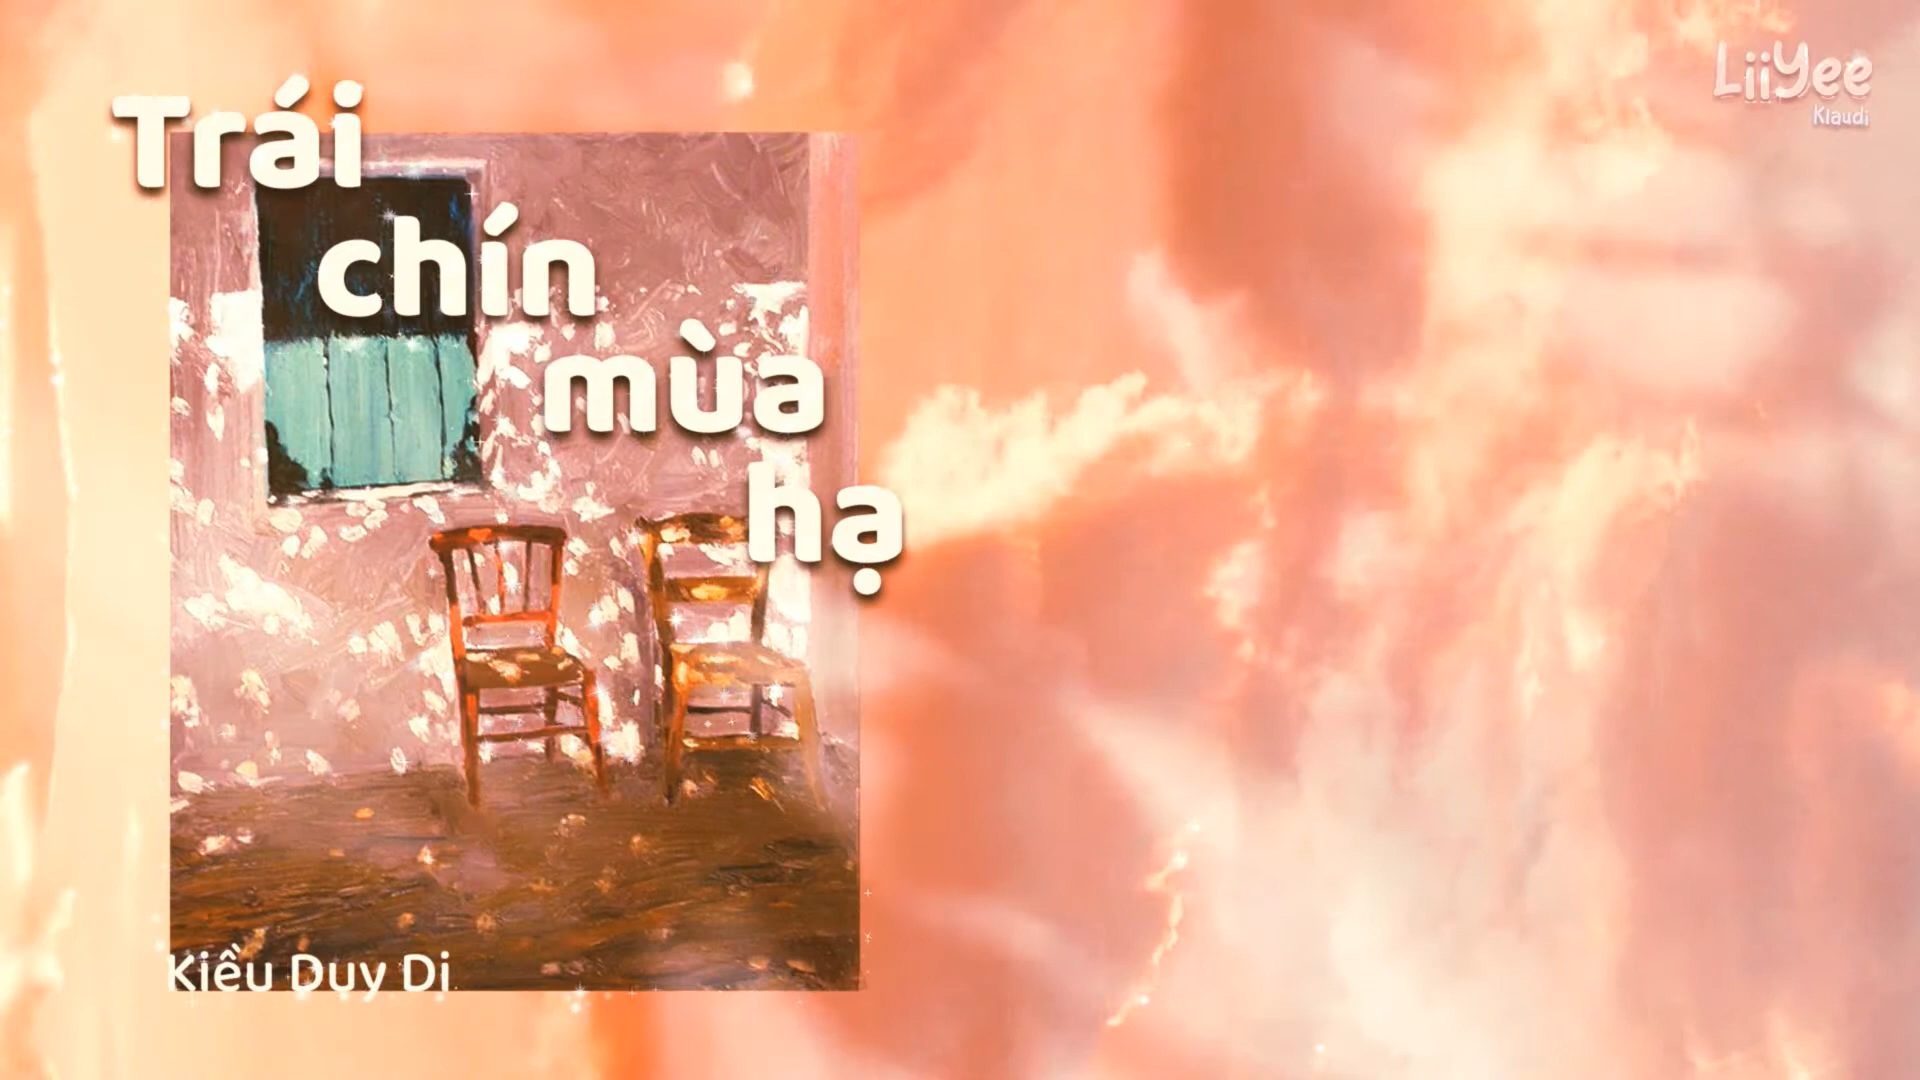 Trái
chín
mùa
hạ
Kiều Duy Di
LiiYee
Klaudi